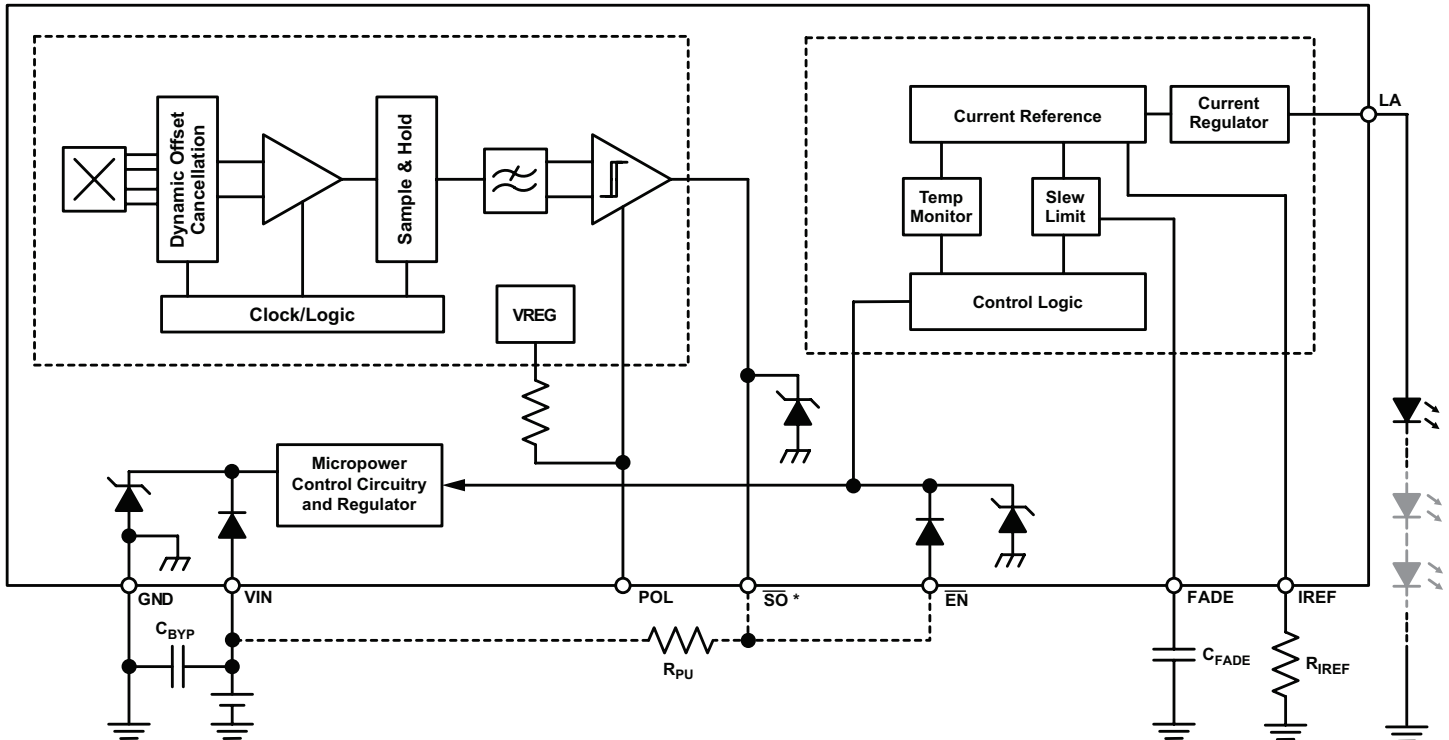 Dynamic Offset
Cancellation
Sample & Hold
Clock/Logic
VREG
Current Reference
Current
Regulator
LA
Temp
Monitor
Slew
Limit
Control Logic
Micropower
Control Circuitry
and Regulator
GND
VIN
POL
SO *
EN
FADE
IREF
CBYP
RPU
CFADE
RIREF